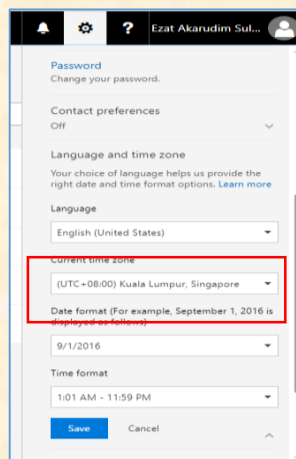 ? Ezat Akarudim Sul...
Password
Change your password.
Contact preferences
Off
Language and time zone
Your choice of language helps us provide the
right date and time format options. Learn more
Language
English (United States)
Current time zone
(UTC+08:00) Kuala Lumpur, Singapore
Date format (For example, September 1, 2016 is
displayed as follows)
9/1/2016
Time format
1:01 AM - 11:59 PM
Save Cancel